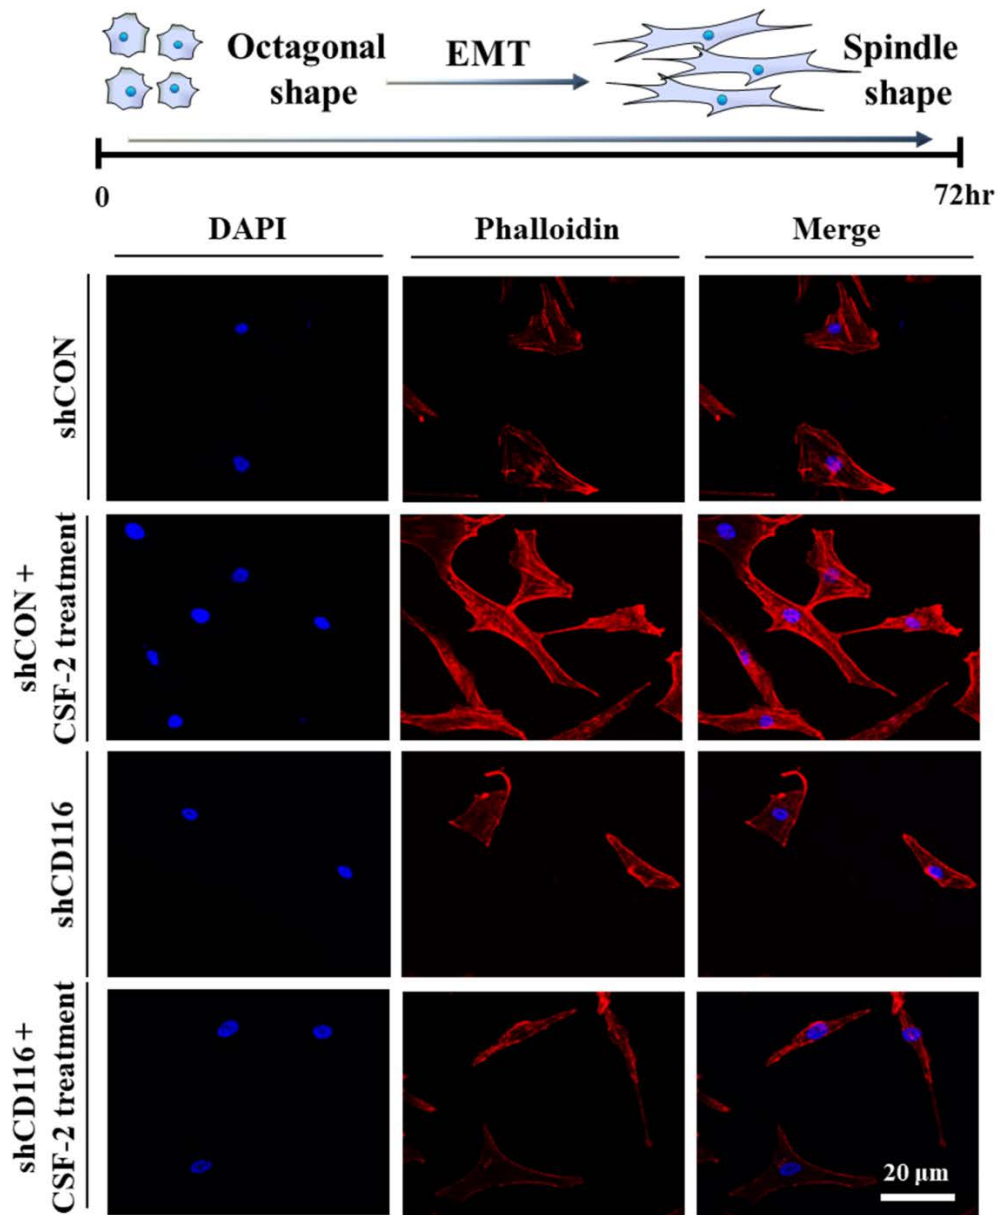 Octagonal
shape
EMT
Spindle
shape
0
72hr
DAPI
Phalloidin
Merge
shCON
shCON +
CSF-2 treatment
shCD116
shCD116 +
CSF-2 treatment
20 μm